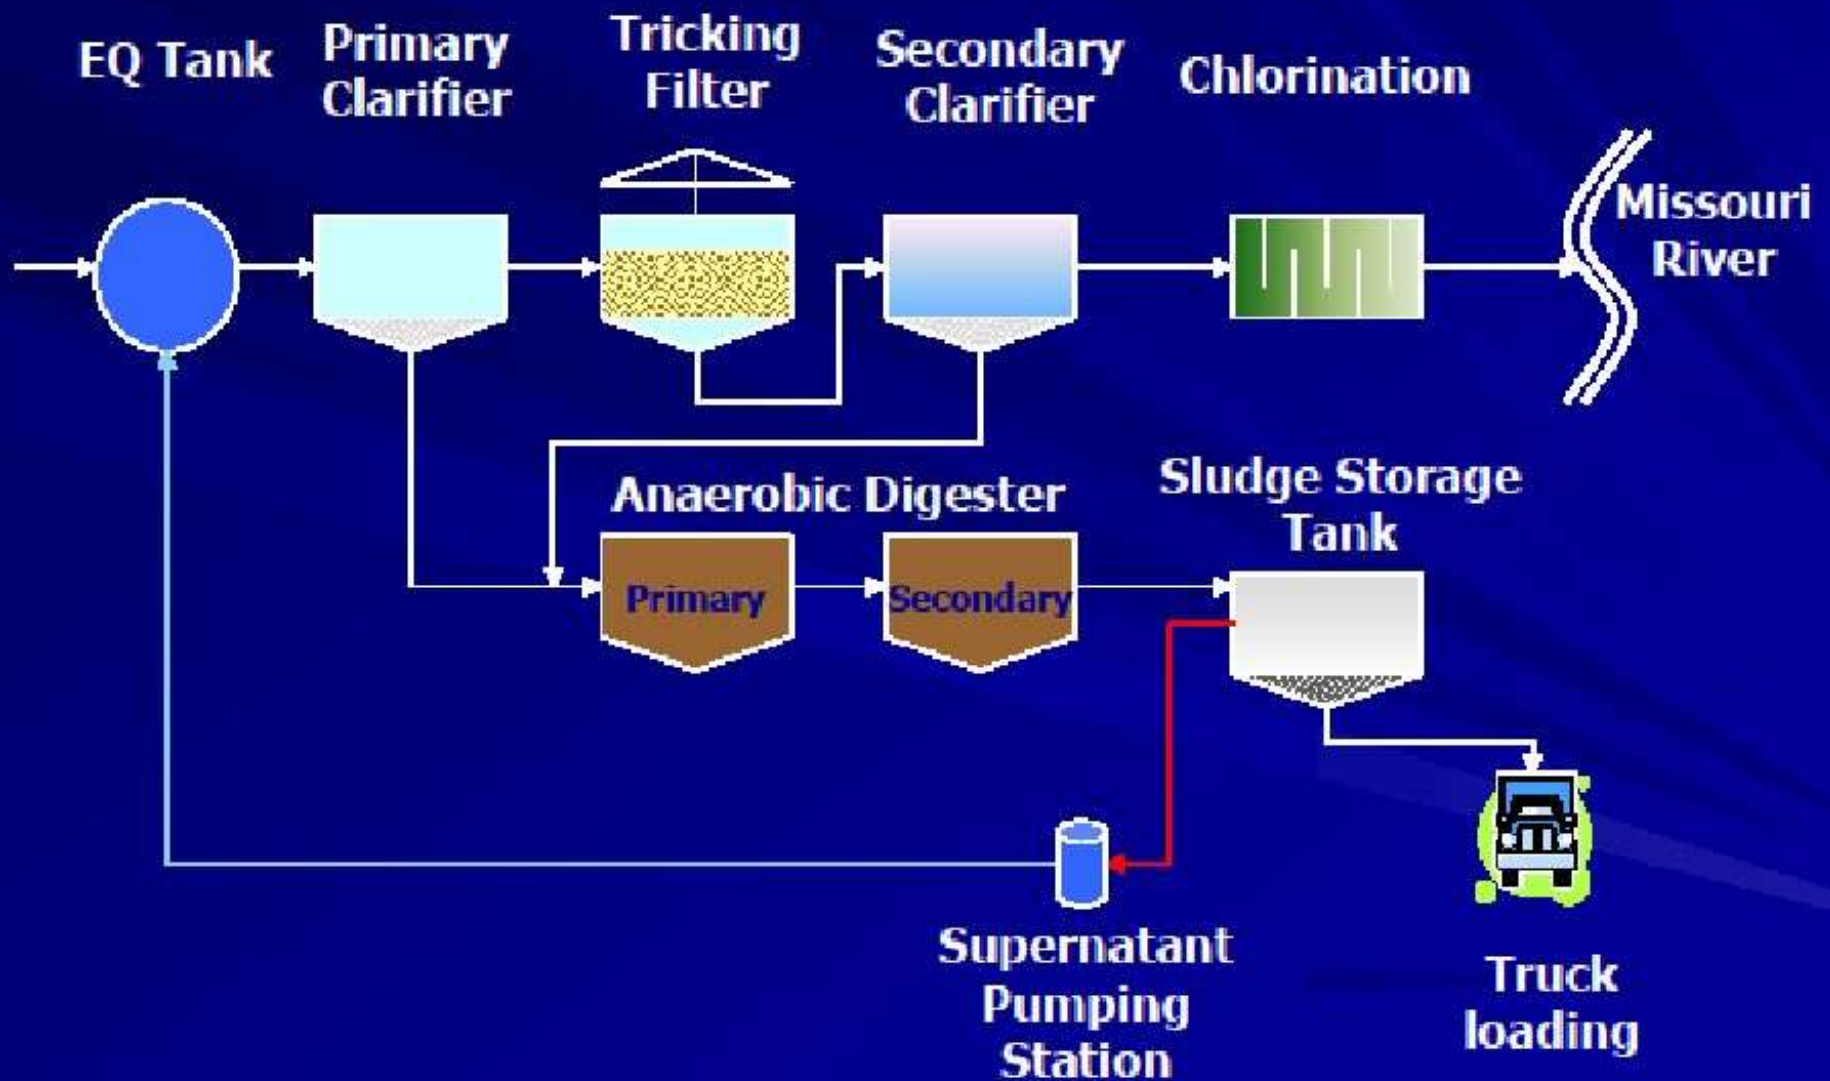 EQ Tank
Primary
Clarifier
Tricking
Filter
Secondary
Clarifier
Chlorination
Missouri
River
Anaerobic Digester
Primary
Secondary
Sludge Storage
Tank
Supernatant
Pumping
Station
Truck
loading